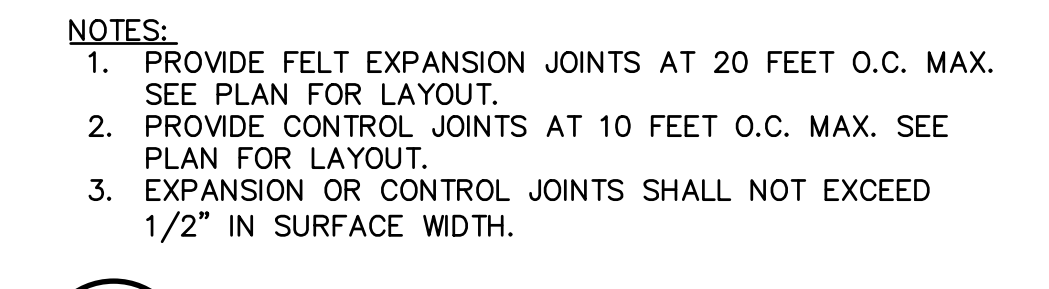 NOTES:
1. PROVIDE FELT EXPANSION JOINTS AT 20 FEET O.C. MAX.
SEE PLAN FOR LAYOUT.
2. PROVIDE CONTROL JOINTS AT 10 FEET O.C. MAX. SEE
PLAN FOR LAYOUT.
3. EXPANSION OR CONTROL JOINTS SHALL NOT EXCEED
1/2” IN SURFACE WIDTH.